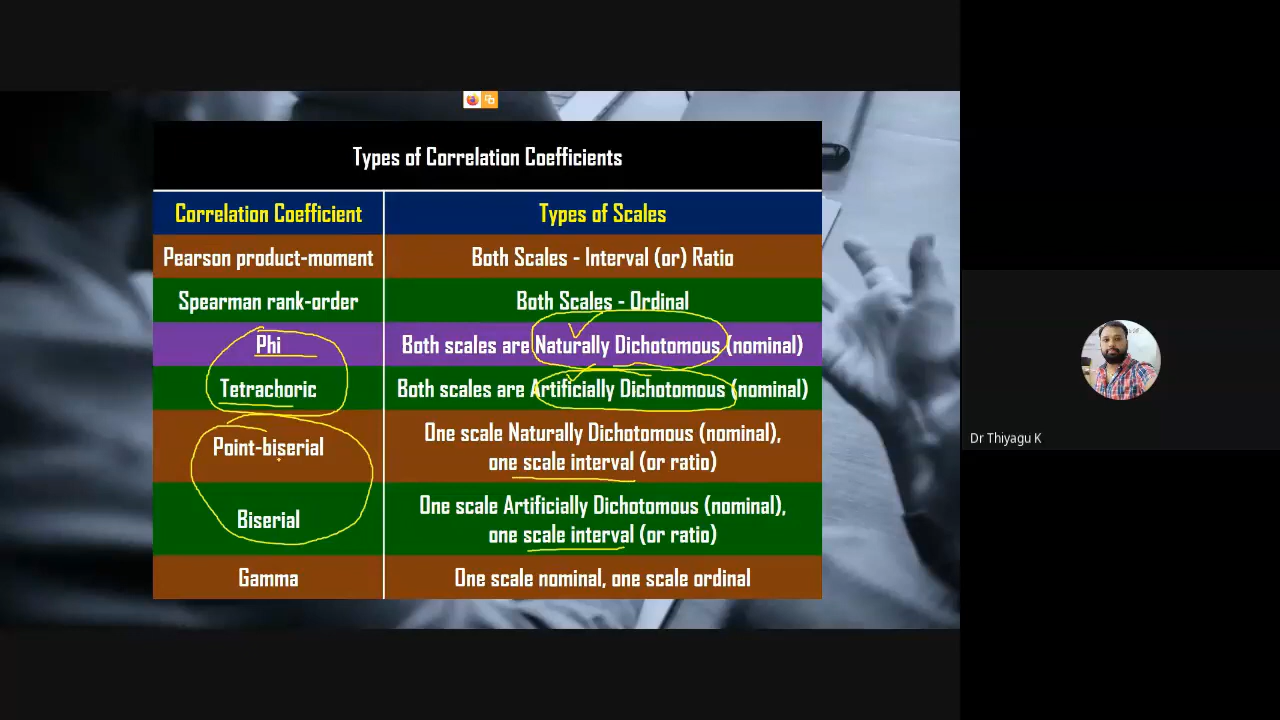 Types of Correlation Coefficients
Correlation Coefficient
Types of Scales
Pearson product-moment
Both Scales - Interval (or) Ratio
Spearman rank-order
Both Scales - Ordinal
Phi
Both scales are Naturally Dichotomous (nominal)
Tetrachoric
Both scales are Artificially Dichotomous (nominal)
Point-biserial
One scale Naturally Dichotomous (nominal),
one scale interval (or ratio)
Biserial
One scale Artificially Dichotomous (nominal),
one scale interval (or ratio)
Gamma
One scale nominal, one scale ordinal
Dr Thiyagu K